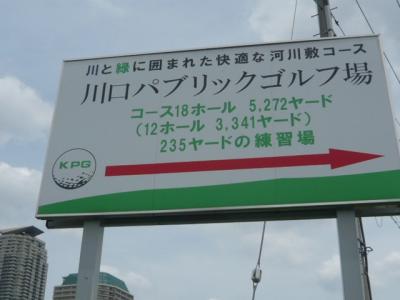 川と緑に囲まれた快適な河川敷コース
川口パブリックゴルフ場
コース18ホール 5,272ヤード
(12ホール 3,341ヤード)
235ヤードの練習場
KPG